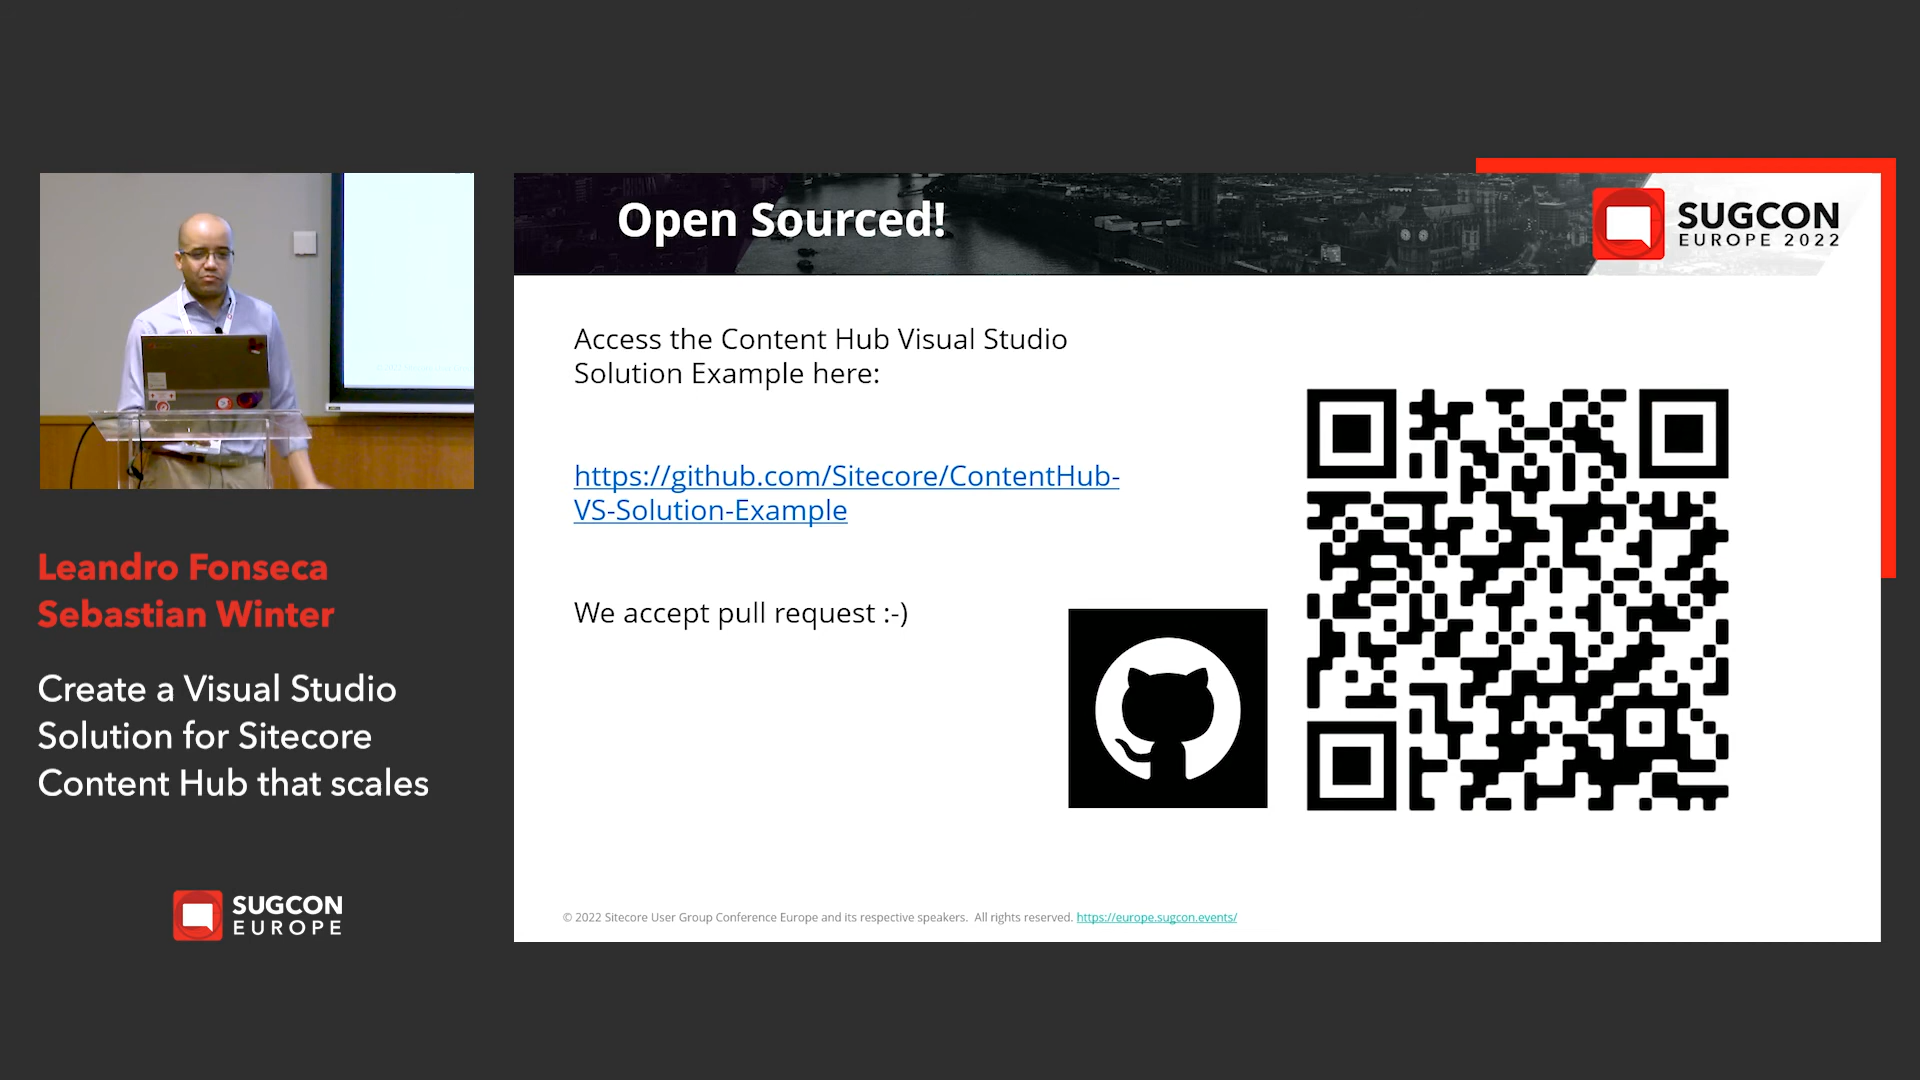 Open Sourced!
SUGCON
EUROPE 2022
Access the Content Hub Visual Studio
Solution Example here:
https://github.com/Sitecore/ContentHub-
VS-Solution-Example
We accept pull request :-)
© 2022 Sitecore User Group Conference Europe and its respective speakers. All rights reserved. https://europe.sugcon.events/
Leandro Fonseca
Sebastian Winter
Create a Visual Studio
Solution for Sitecore
Content Hub that scales
SUGCON
EUROPE